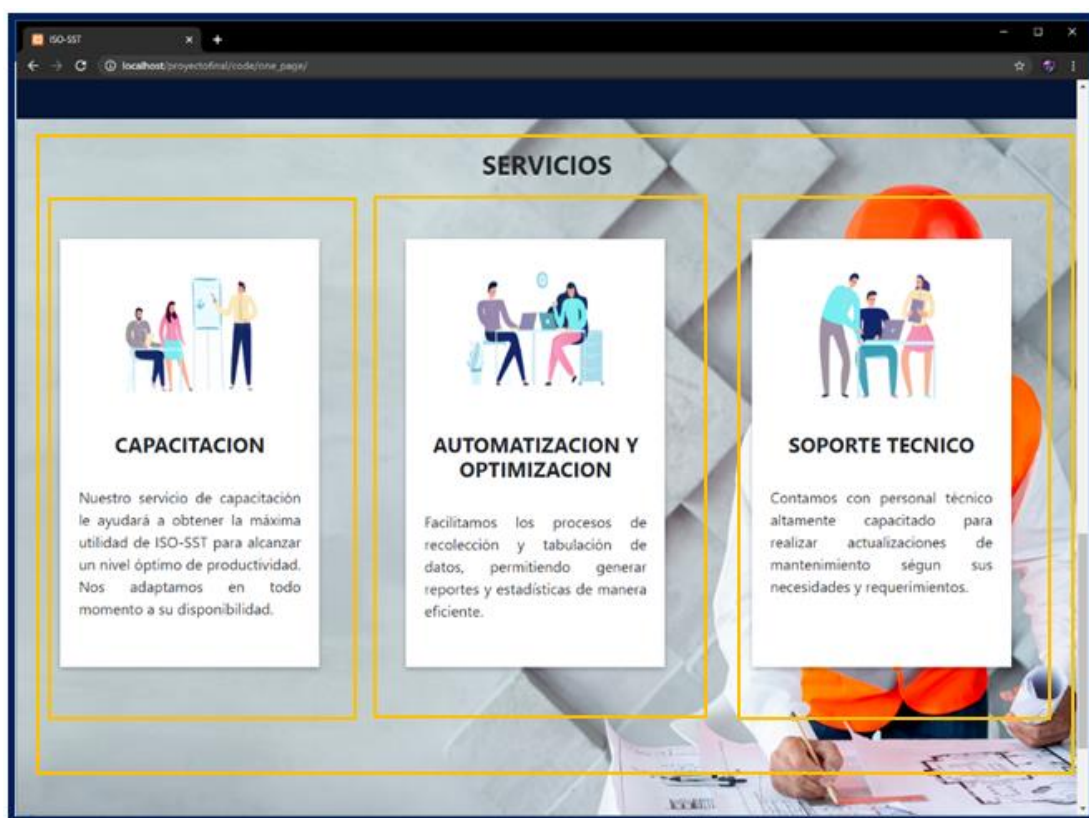 ISO-SST
localhost/proyectofinal/code/one_page/
SERVICIOS
CAPACITACION
Nuestro servicio de capacitación
le ayudará a obtener la máxima
utilidad de ISO-SST para alcanzar
un nivel óptimo de productividad.
Nos adaptamos en todo
momento a su disponibilidad.
AUTOMATIZACION Y
OPTIMIZACION
Facilitamos los procesos de
recolección y tabulación de
datos, permitiendo generar
reportes y estadísticas de manera
eficiente.
SOPORTE TECNICO
Contamos con personal técnico
altamente capacitado para
realizar actualizaciones de
mantenimiento ségun sus
necesidades y requerimientos.